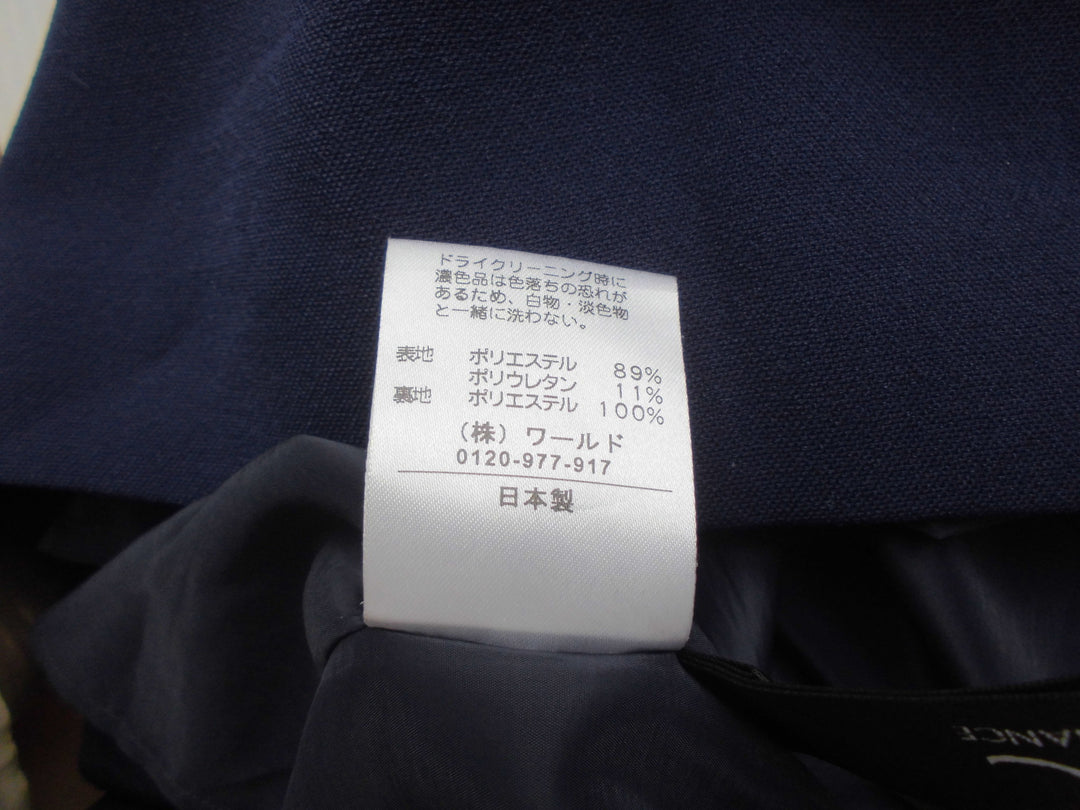 ドライクリーニング時に
濃色品は色落ちの恐れが
あるため、白物・淡色物
と一緒に洗わない。
表地 ポリエステル 89%
ポリウレタン 11%
裏地 ポリエステル 100%
(株) ワールド
0120-977-917
日本製